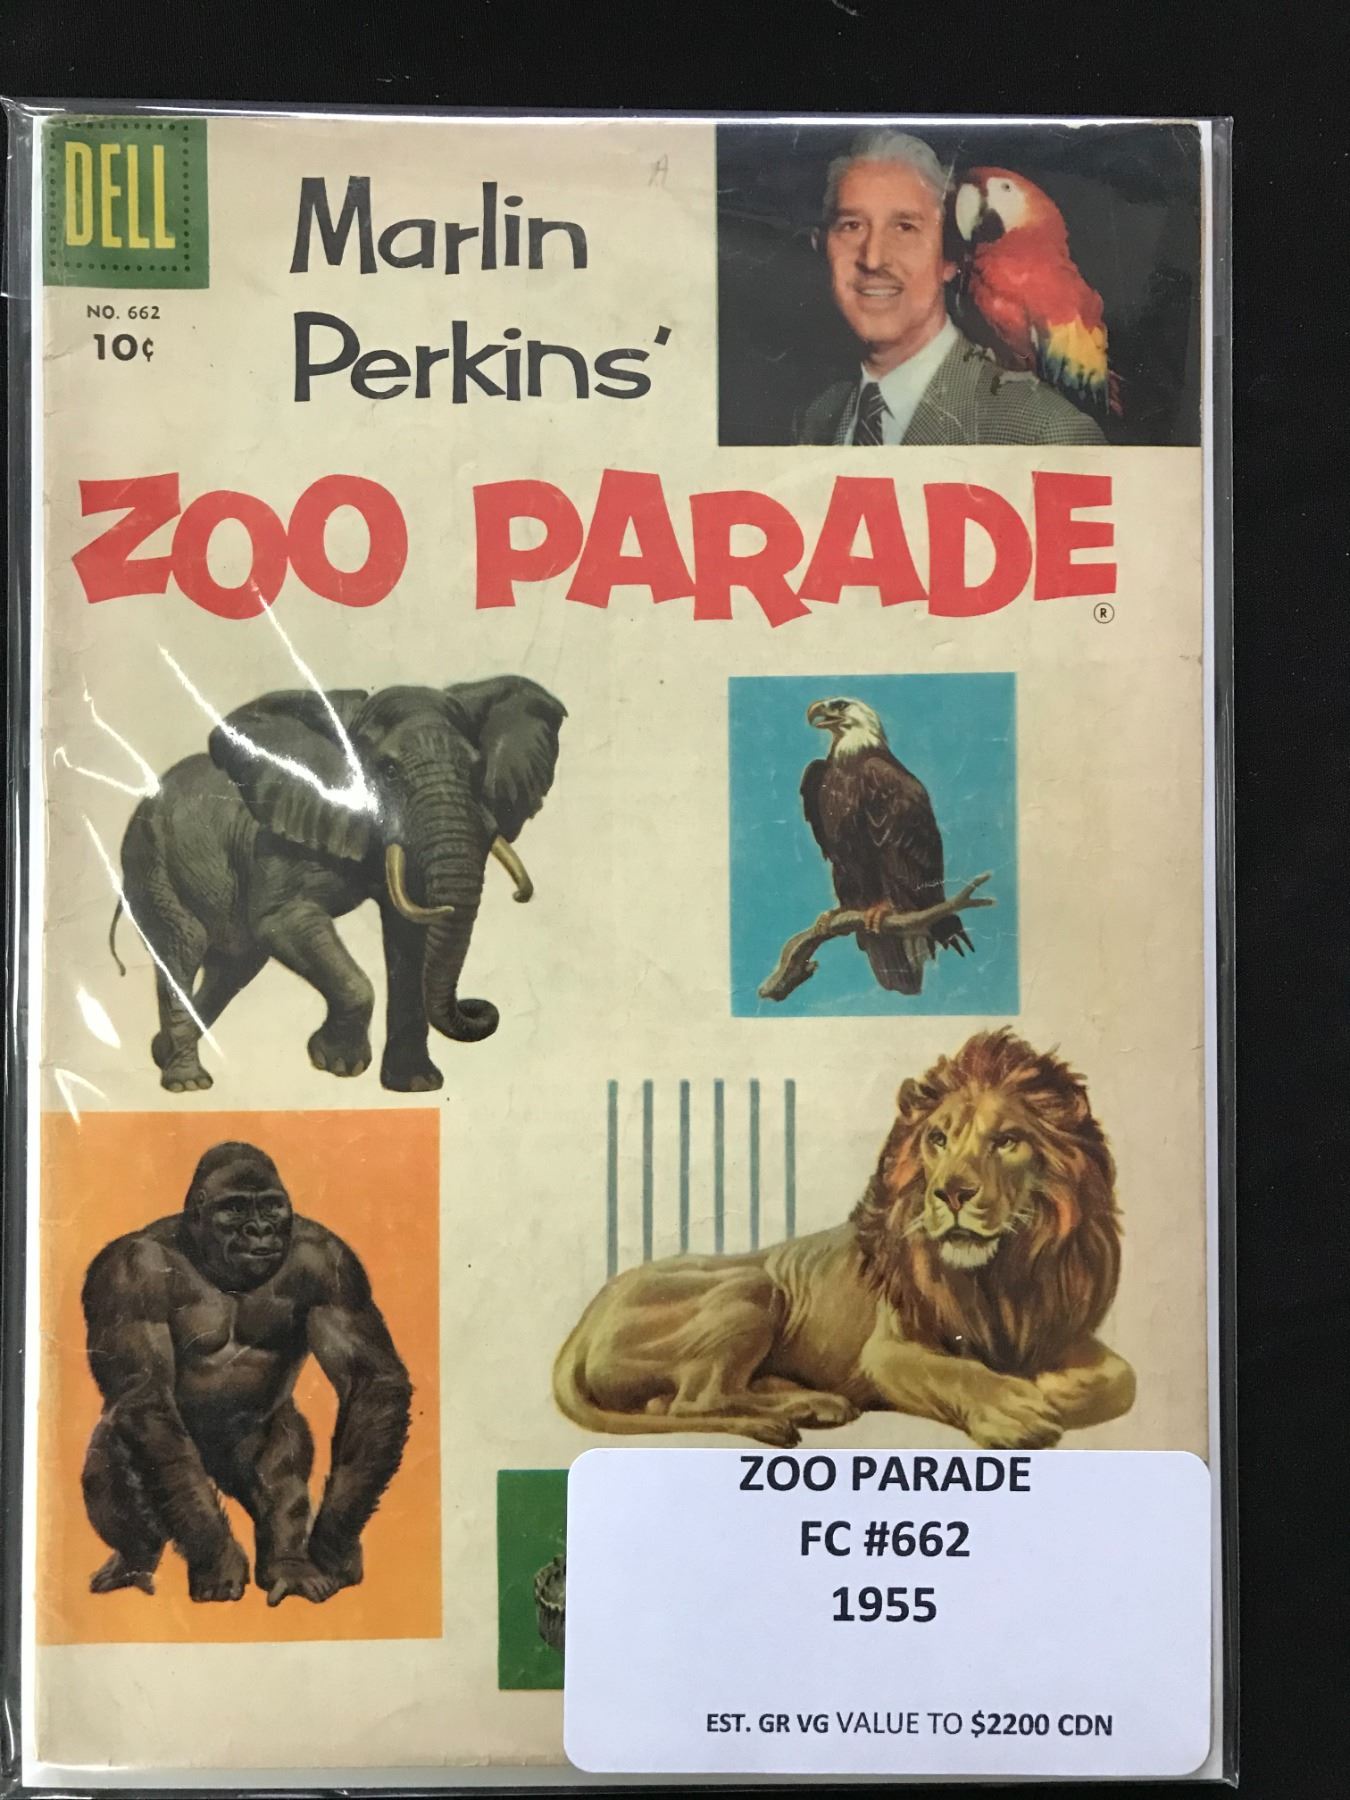 DELL
NO. 662
10¢
Marlin
Perkins'
ZOO PARADE
®
A
ZOO PARADE
FC #662
1955
EST. GR VG VALUE TO $2200 CDN